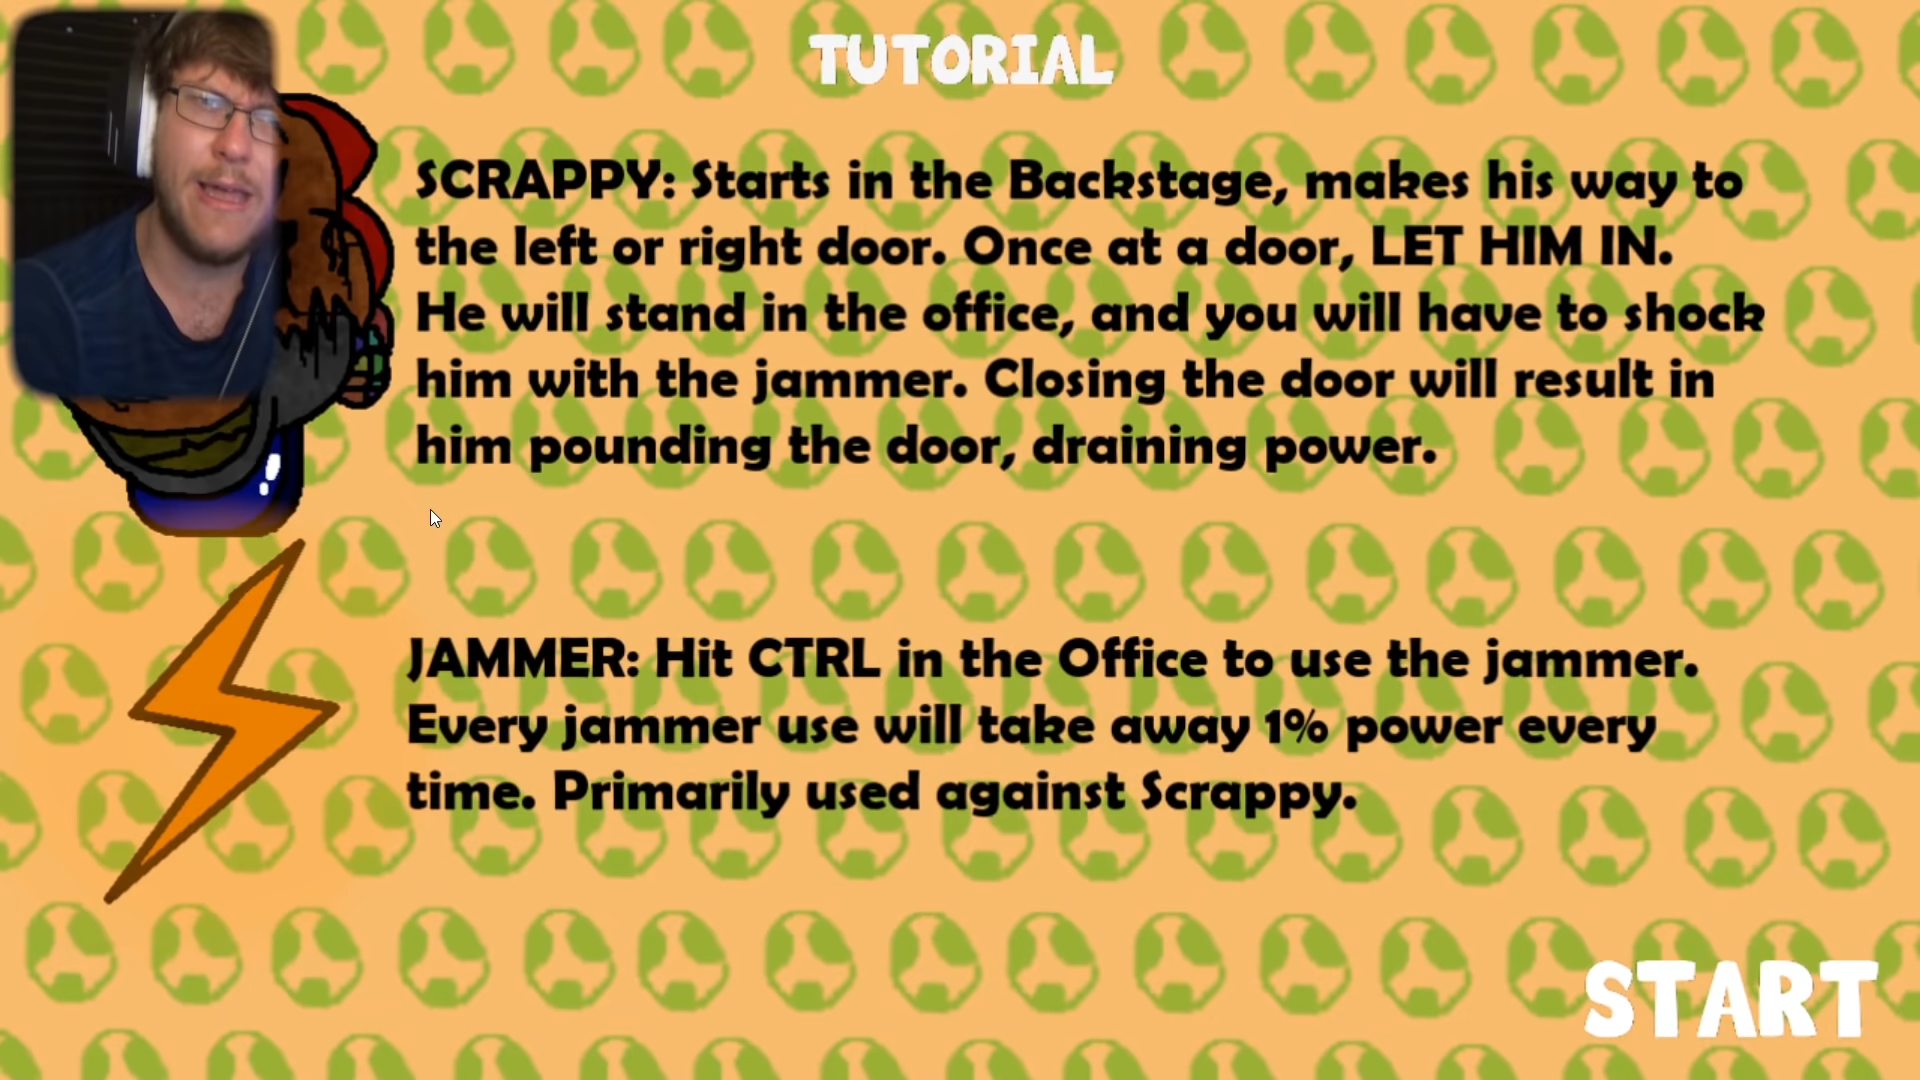 TUTORIAL
SCRAPPY: Starts in the Backstage, makes his way to
the left or right door. Once at a door, LET HIM IN.
He will stand in the office, and you will have to shock
him with the jammer. Closing the door will result in
him pounding the door, draining power.
JAMMER: Hit CTRL in the Office to use the jammer.
Every jammer use will take away 1% power every
time. Primarily used against Scrappy.
START